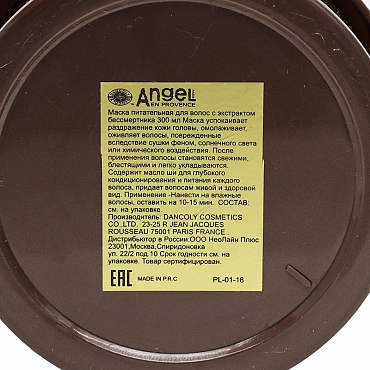 Angel
EN PROVENCE
Маска питательная для волос с экстрактом
бессмертника 300 мл Маска успокаивает
раздражение кожи головы, омолаживает,
оживляет волосы, поврежденные
вследствие сушки феном, солнечного света
или химического воздействия. После
применения волосы становятся свежими,
блестящими и легко укладываются.
Содержит масло ши для глубокого
кондиционирования и питания каждого
волоса, придает волосам живой и здоровой
вид. Применение -Нанести на влажные
волосы, оставить на 10-15 мин. СОСТАВ:
см. на упаковке.
Производитель: DANCOLY COSMETICS
CO.,LTD. 23-25 R JEAN JACQUES
ROUSSEAU 75001 PARIS FRANCE .
Дистрибьютор в России:ООО НеоЛайн Плюс
23001,Москва,Спиридоновка
ул. 22/2 под.10 Срок годности см. на
упаковке. Товар сертифицирован.
EAC MADE IN P.R.C PL-01-16